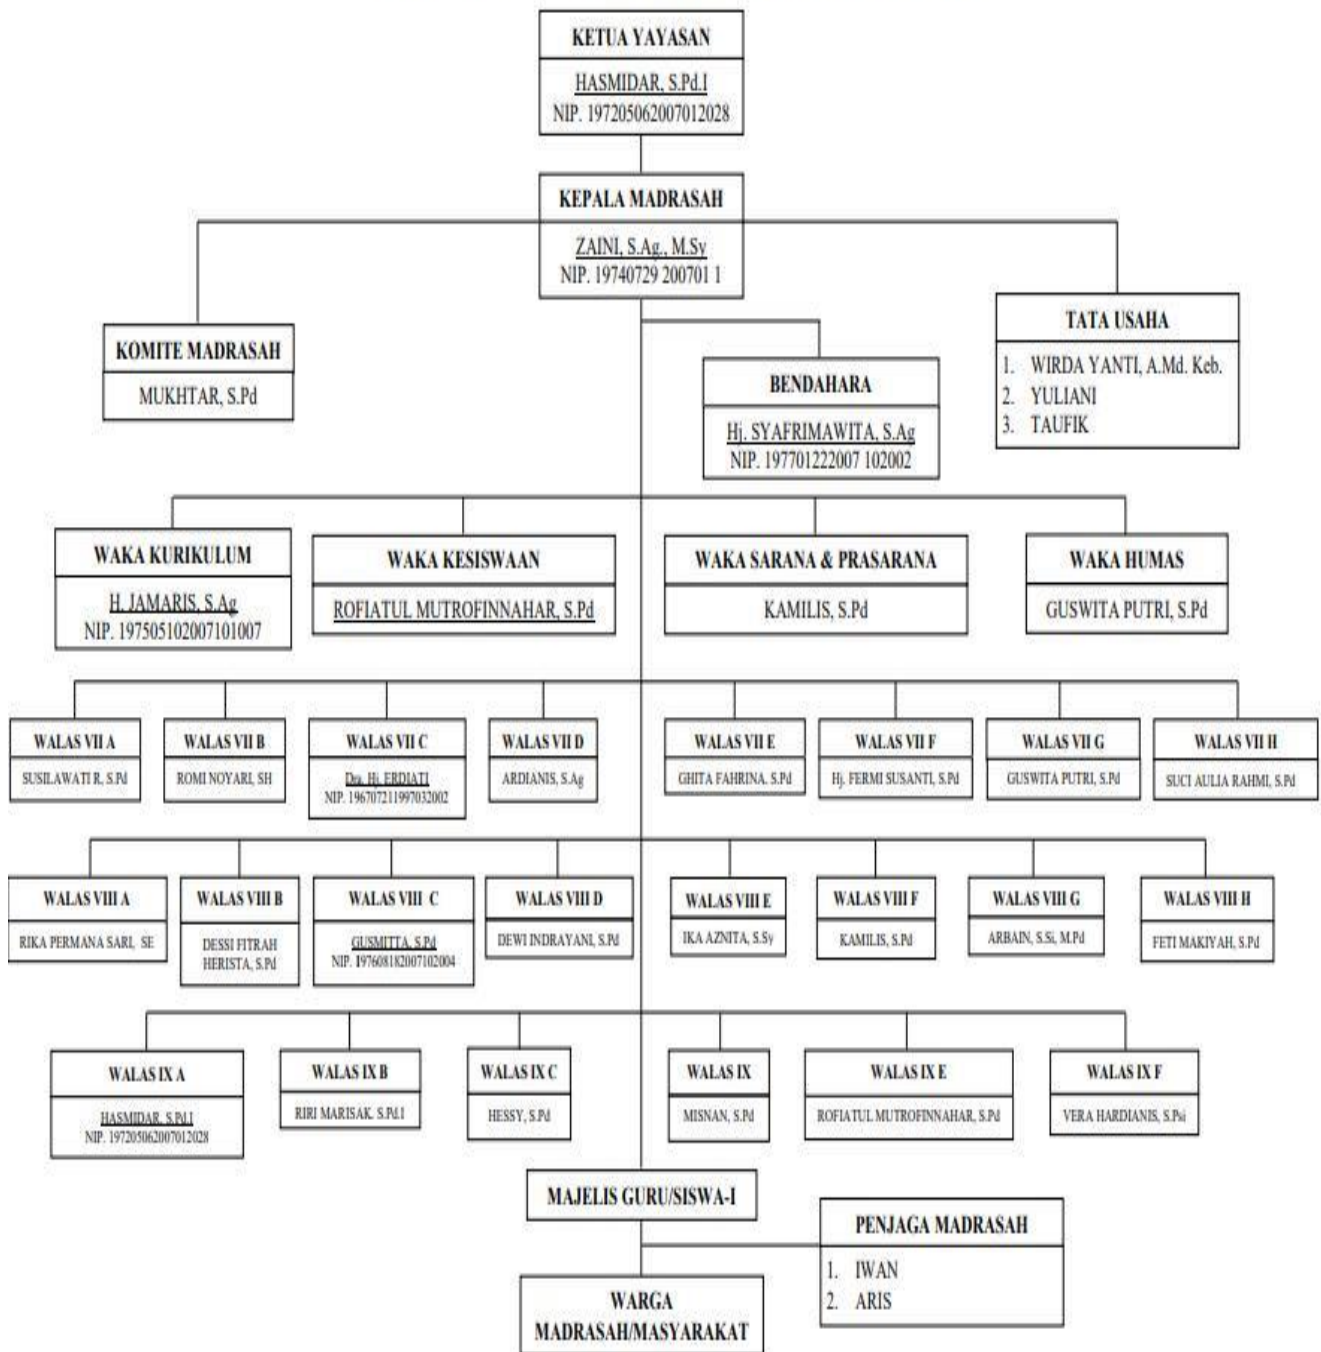 KETUA YAYASAN
HASMIDAR, S.Pd.I
NIP. 197205062007012028
KEPALA MADRASAH
ZAINI, S.Ag., M.Sy
NIP. 19740729 200701 1
KOMITE MADRASAH
MUKHTAR, S.Pd
BENDAHARA
Hj. SYAFRIMAWITA, S.Ag
NIP. 197701222007 102002
TATA USAHA
1. WIRDA YANTI, A.Md. Keb.
2. YULIANI
3. TAUFIK
WAKA KURIKULUM
H. JAMARIS, S.Ag
NIP. 197505102007101007
WAKA KESISWAAN
ROFIATUL MUTROFINNAHAR, S.Pd
WAKA SARANA & PRASARANA
KAMILIS, S.Pd
WAKA HUMAS
GUSWITA PUTRI, S.Pd
WALAS VII A
SUSILAWATI R, S.Pd
WALAS VII B
ROMI NOYARI, SH
WALAS VII C
Dra. Hj. ERDIATI
NIP. 196707211997032002
WALAS VII D
ARDIANIS, S.Ag
WALAS VII E
GHITA FAHRINA. S.Pd
WALAS VII F
Hj. FERMI SUSANTI, S.Pd
WALAS VII G
GUSWITA PUTRI, S.Pd
WALAS VII H
SUCI AULIA RAHMI, S.Pd
WALAS VIII A
RIKA PERMANA SARI, SE
WALAS VIII B
DESSI FITRAH
HERISTA, S.Pd
WALAS VIII C
GUSMITTA, S.Pd
NIP. 197608182007102004
WALAS VIII D
DEWI INDRAYANI, S.Pd
WALAS VIII E
IKA AZNITA, S.Sy
WALAS VIII F
KAMILIS, S.Pd
WALAS VIII G
ARBAIN, S.Si, M.Pd
WALAS VIII H
FETI MAKIYAH, S.Pd
WALAS IX A
HASMIDAR, S.Pd.I
NIP. 197205062007012028
WALAS IX B
RIRI MARISAK. S.Pd.I
WALAS IX C
HESSY, S.Pd
WALAS IX
MISNAN, S.Pd
WALAS IX E
ROFIATUL MUTROFINNAHAR, S.Pd
WALAS IX F
VERA HARDIANIS, S.Psi
MAJELIS GURU/SISWA-I
PENJAGA MADRASAH
1. IWAN
2. ARIS
WARGA
MADRASAH/MASYARAKAT